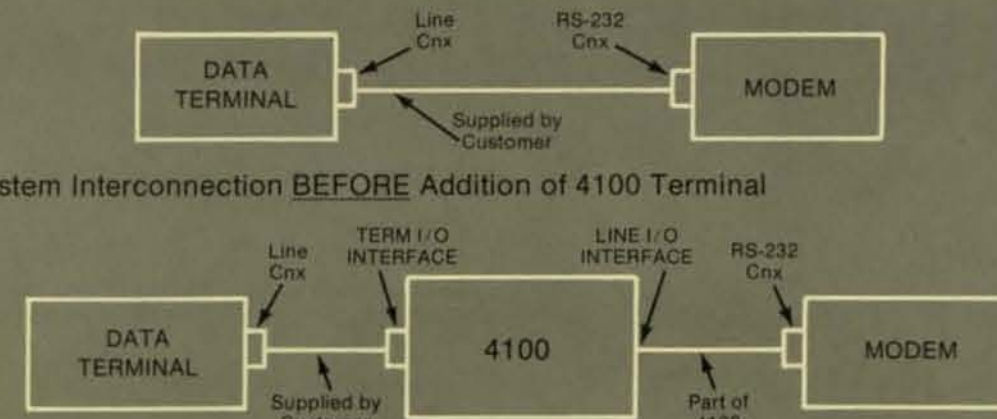 Line
Cnx
RS-232
Cnx
DATA
TERMINAL
MODEM
Supplied by
Customer
stem Interconnection BEFORE Addition of 4100 Terminal
Line
Cnx
TERM I/O
INTERFACE
LINE I/O
INTERFACE
RS-232
Cnx
DATA
TERMINAL
4100
MODEM
Supplied by
Part of